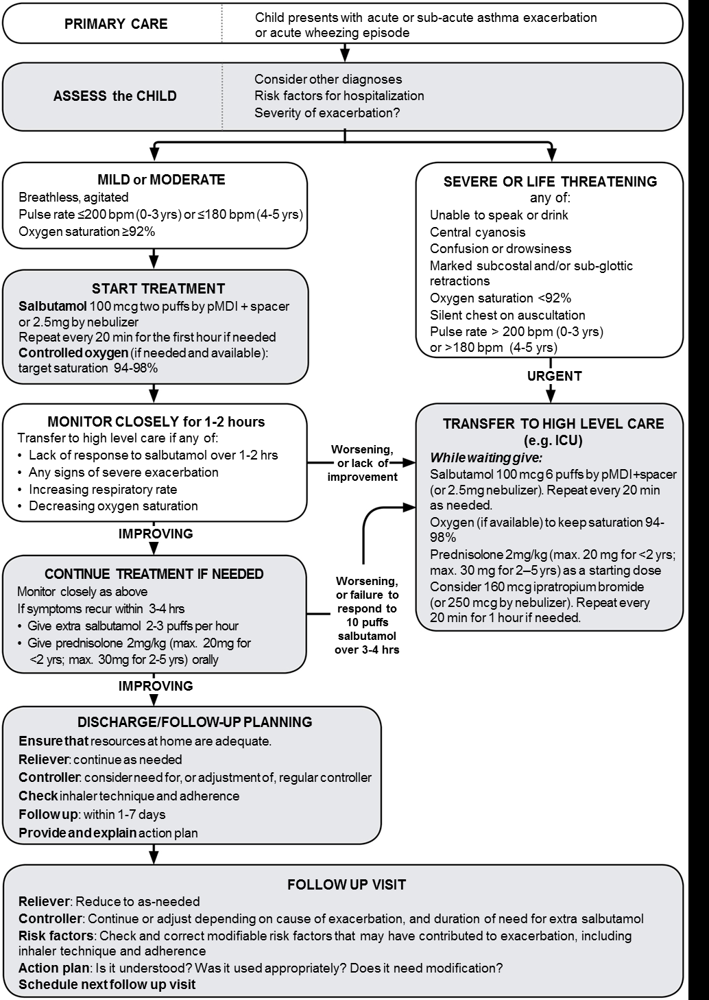 PRIMARY CARE
Child presents with acute or sub-acute asthma exacerbation
or acute wheezing episode
ASSESS the CHILD
Consider other diagnoses
Risk factors for hospitalization
Severity of exacerbation?
MILD or MODERATE
Breathless, agitated
Pulse rate ≤200 bpm (0-3 yrs) or ≤180 bpm (4-5 yrs)
Oxygen saturation ≥92%
SEVERE OR LIFE THREATENING
any of:
Unable to speak or drink
Central cyanosis
Confusion or drowsiness
Marked subcostal and/or sub-glottic
retractions
Oxygen saturation <92%
Silent chest on auscultation
Pulse rate > 200 bpm (0-3 yrs)
or >180 bpm (4-5 yrs)
START TREATMENT
Salbutamol 100 mcg two puffs by pMDI + spacer
or 2.5mg by nebulizer
Repeat every 20 min for the first hour if needed
Controlled oxygen (if needed and available):
target saturation 94-98%
URGENT
MONITOR CLOSELY for 1-2 hours
Transfer to high level care if any of:
• Lack of response to salbutamol over 1-2 hrs
• Any signs of severe exacerbation
• Increasing respiratory rate
• Decreasing oxygen saturation
Worsening,
or lack of
improvement
TRANSFER TO HIGH LEVEL CARE
(e.g. ICU)
While waiting give:
Salbutamol 100 mcg 6 puffs by pMDI+spacer
(or 2.5mg nebulizer). Repeat every 20 min
as needed.
Oxygen (if available) to keep saturation 94-
98%
Prednisolone 2mg/kg (max. 20 mg for <2 yrs;
max. 30 mg for 2–5 yrs) as a starting dose
Consider 160 mcg ipratropium bromide
(or 250 mcg by nebulizer). Repeat every
20 min for 1 hour if needed.
IMPROVING
CONTINUE TREATMENT IF NEEDED
Monitor closely as above
If symptoms recur within 3-4 hrs
• Give extra salbutamol 2-3 puffs per hour
• Give prednisolone 2mg/kg (max. 20mg for
<2 yrs; max. 30mg for 2-5 yrs) orally
Worsening,
or failure to
respond to
10 puffs
salbutamol
over 3-4 hrs
IMPROVING
DISCHARGE/FOLLOW-UP PLANNING
Ensure that resources at home are adequate.
Reliever: continue as needed
Controller: consider need for, or adjustment of, regular controller
Check inhaler technique and adherence
Follow up: within 1-7 days
Provide and explain action plan
FOLLOW UP VISIT
Reliever: Reduce to as-needed
Controller: Continue or adjust depending on cause of exacerbation, and duration of need for extra salbutamol
Risk factors: Check and correct modifiable risk factors that may have contributed to exacerbation, including
inhaler technique and adherence
Action plan: Is it understood? Was it used appropriately? Does it need modification?
Schedule next follow up visit